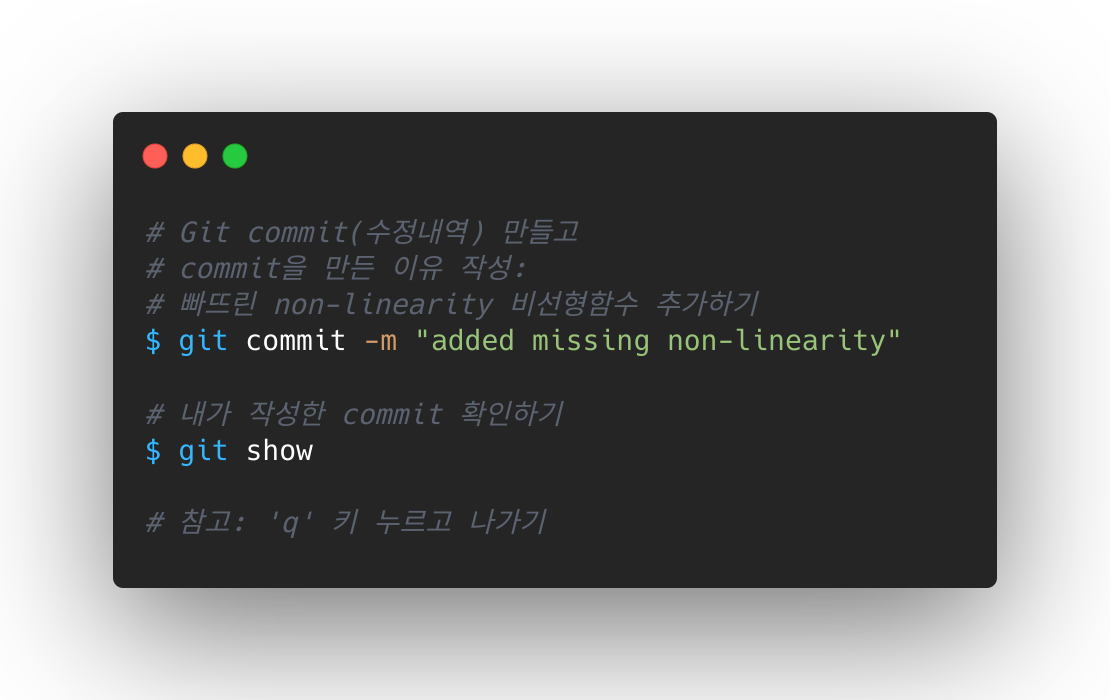 # Git commit(수정내역) 만들고
# commit을 만든 이유 작성:
# 빠뜨린 non-linearity 비선형함수 추가하기
$ git commit -m "added missing non-linearity"
# 내가 작성한 commit 확인하기
$ git show
# 참고: 'q' 키 누르고 나가기